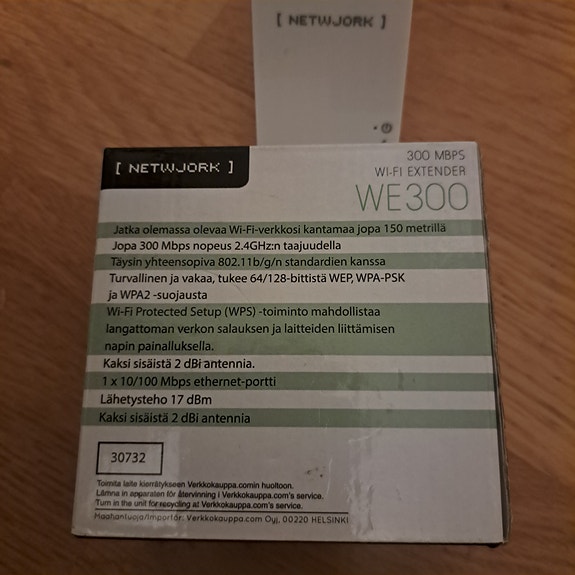 [ NETWJORK ]
[ NETWJORK ]
300 MBPS
WI-FI EXTENDER
WE300
Jatka olemassa olevaa Wi-Fi-verkkosi kantamaa jopa 150 metrillä
Jopa 300 Mbps nopeus 2.4GHz:n taajuudella
Täysin yhteensopiva 802.11b/g/n standardien kanssa
Turvallinen ja vakaa, tukee 64/128-bittistä WEP, WPA-PSK
ja WPA2 -suojausta
Wi-Fi Protected Setup (WPS) -toiminto mahdollistaa
langattoman verkon salauksen ja laitteiden liittämisen
napin painalluksella.
Kaksi sisäistä 2 dBi antennia.
1 x 10/100 Mbps ethernet-portti
Lähetysteho 17 dBm
Kaksi sisäistä 2 dBi antennia
30732
Toimita laite kierrätykseen Verkkokauppa.comin huoltoon.
Lämna in apparaten för återvinning i Verkkokauppa.com's service.
Turn in the unit for recycling at Verkkokauppa.com's service.
Maahantuoja/Importör: Verkkokauppa.com Oyj, 00220 HELSINKI